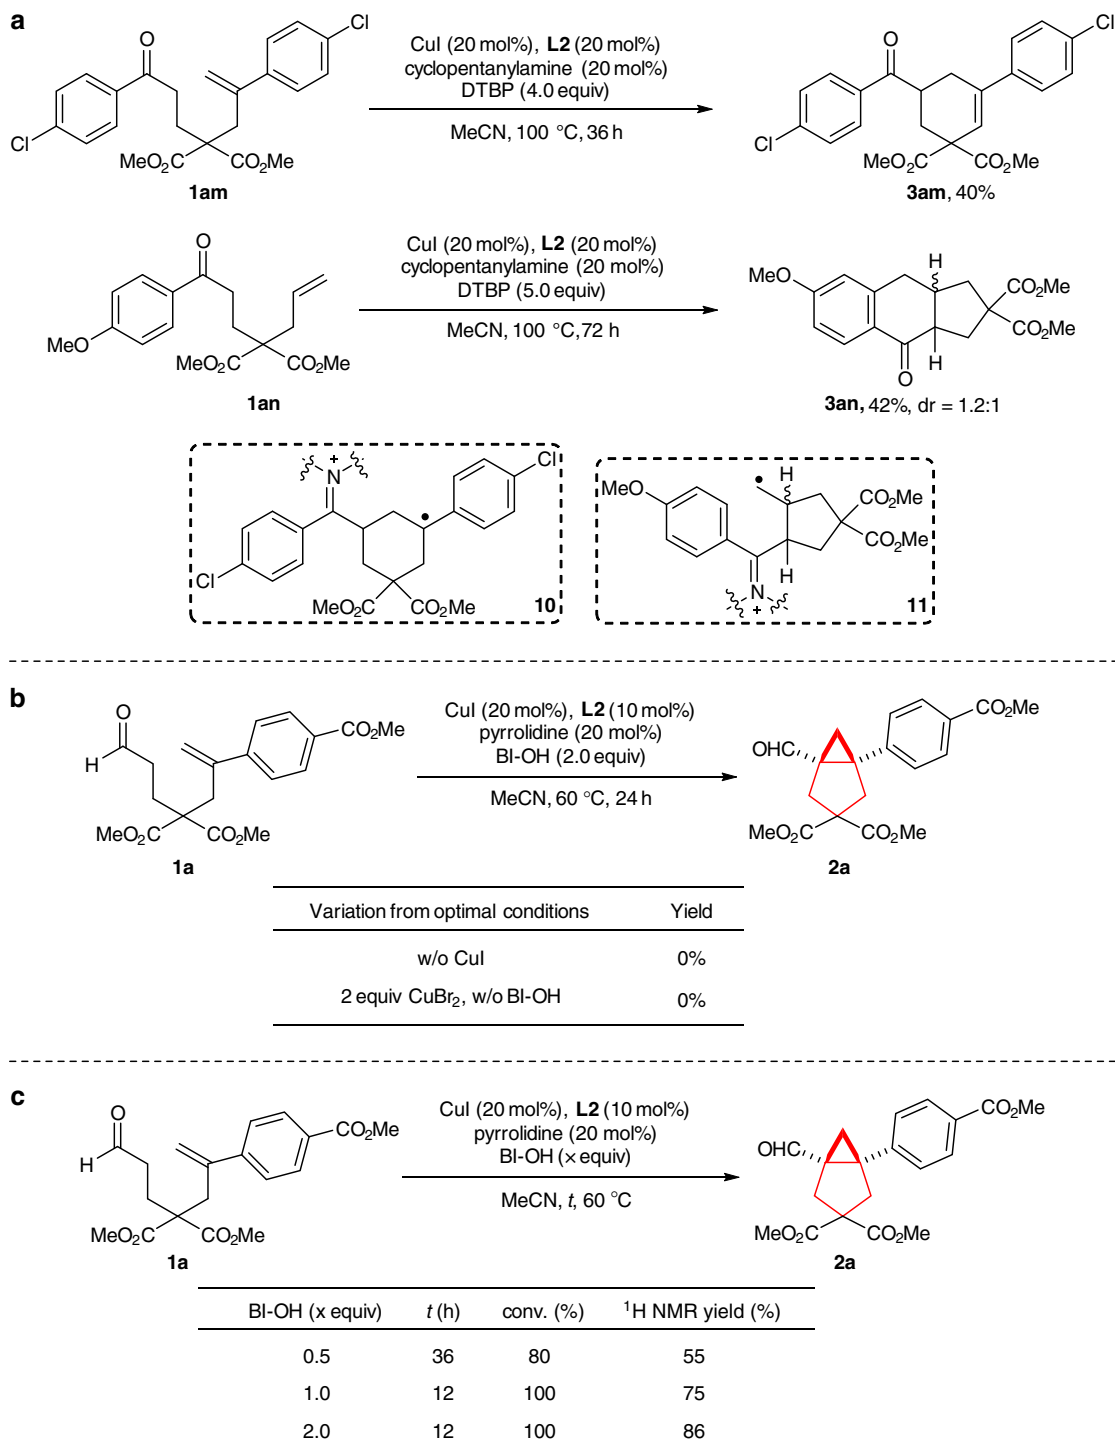 a
O
Cl
Cl
MeO₂C CO₂Me
1am
CuI (20 mol%), L2 (20 mol%)
cyclopentanylamine (20 mol%)
DTBP (4.0 equiv)
MeCN, 100 °C, 36 h
O
Cl
Cl
MeO₂C CO₂Me
3am, 40%
O
MeO
MeO₂C CO₂Me
1an
CuI (20 mol%), L2 (20 mol%)
cyclopentanylamine (20 mol%)
DTBP (5.0 equiv)
MeCN, 100 °C, 72 h
MeO
H
CO₂Me
CO₂Me
H
O
3an, 42%, dr = 1.2:1
+
N
Cl
Cl
MeO₂C CO₂Me
10
MeO
H
CO₂Me
CO₂Me
H
N
+
11
b
O
H
CO₂Me
MeO₂C CO₂Me
1a
CuI (20 mol%), L2 (10 mol%)
pyrrolidine (20 mol%)
BI-OH (2.0 equiv)
MeCN, 60 °C, 24 h
CO₂Me
OHC
MeO₂C CO₂Me
2a
Variation from optimal conditions Yield
w/o CuI 0%
2 equiv CuBr₂, w/o BI-OH 0%
c
O
H
CO₂Me
MeO₂C CO₂Me
1a
CuI (20 mol%), L2 (10 mol%)
pyrrolidine (20 mol%)
BI-OH (× equiv)
MeCN, t, 60 °C
CO₂Me
OHC
MeO₂C CO₂Me
2a
BI-OH (x equiv) t (h) conv. (%) ¹H NMR yield (%)
0.5 36 80 55
1.0 12 100 75
2.0 12 100 86